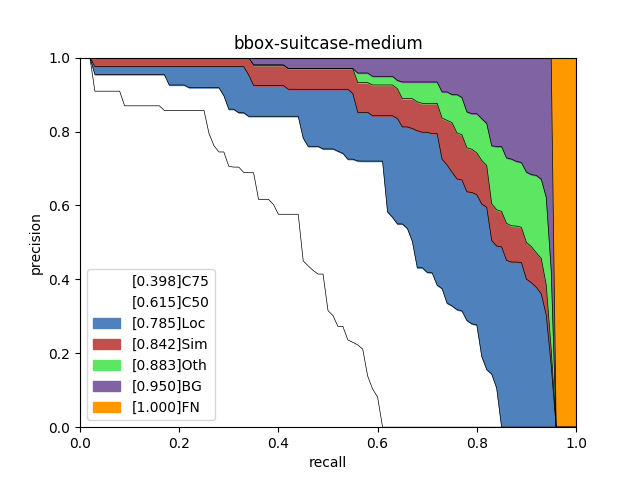 bbox-suitcase-medium
precision
1.0
0.8
0.6
0.4
0.2
0.0
[0.398]C75
[0.615]C50
[0.785]Loc
[0.842]Sim
[0.883]Oth
[0.950]BG
[1.000]FN
0.0 0.2 0.4 0.6 0.8 1.0
recall